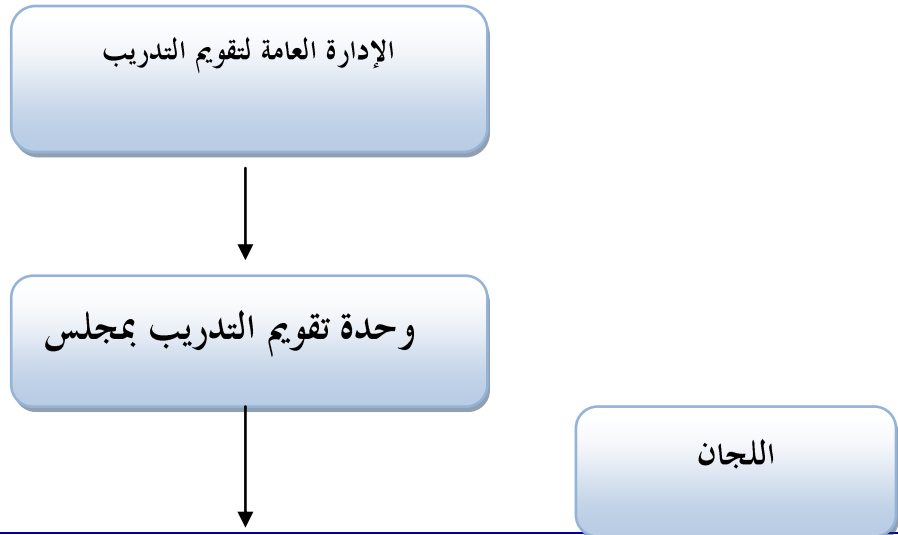 الإدارة العامة لتقويم التدريب
وحدة تقويم التدريب بمجلس
اللجان